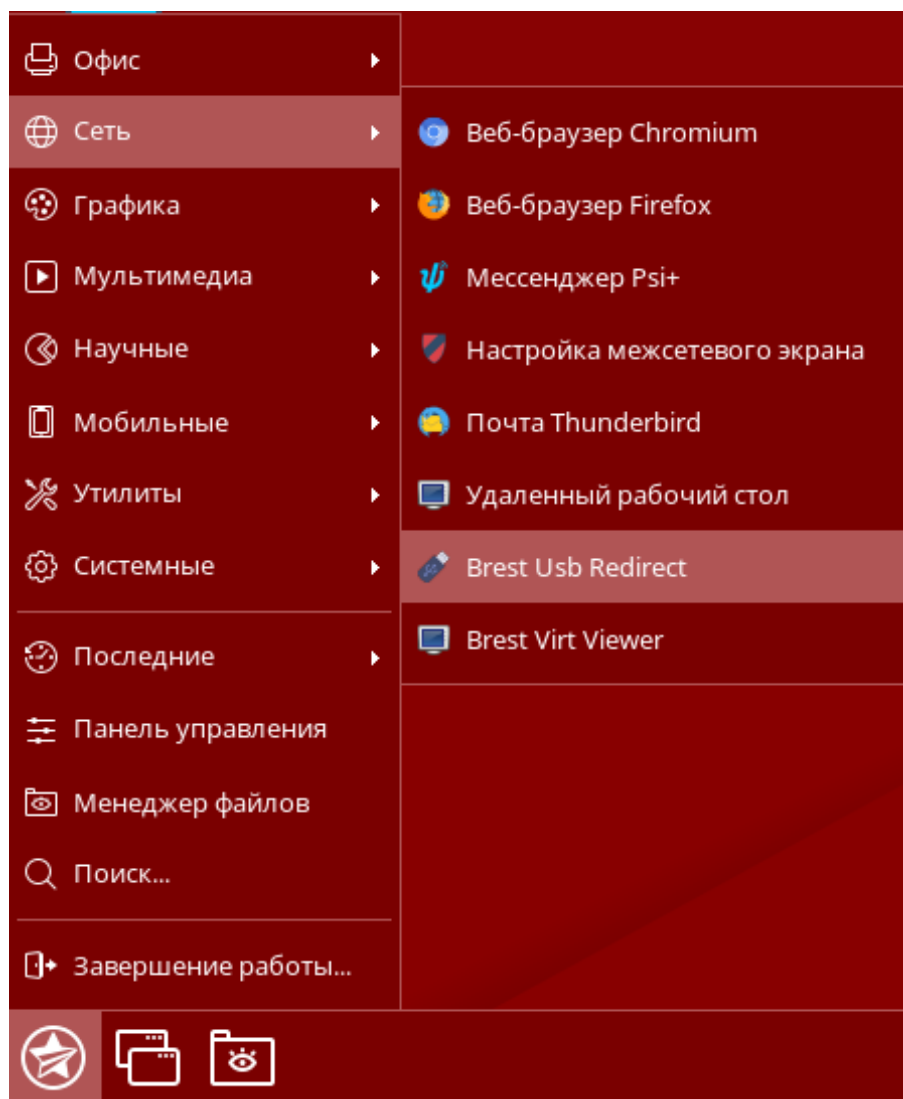 Офис
Сеть
Графика
Мультимедиа
Научные
Мобильные
Утилиты
Системные
Последние
Панель управления
Менеджер файлов
Поиск...
Завершение работы...
Веб-браузер Chromium
Веб-браузер Firefox
Мессенджер Psi+
Настройка межсетевого экрана
Почта Thunderbird
Удаленный рабочий стол
Brest Usb Redirect
Brest Virt Viewer